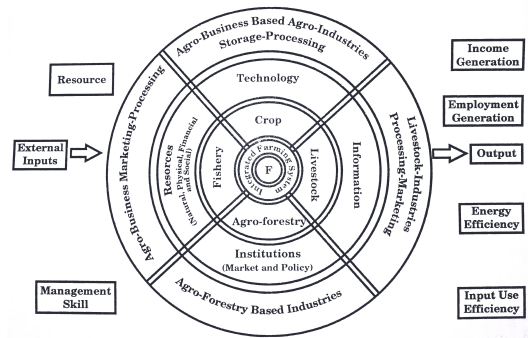 Resource
External
Inputs
Management
Skill
Agro-Business Based Agro-Industries
Storage-Processing
Agro-Business Marketing-Processing
Livestock-Industries
Processing-Marketing
Agro-Forestry Based Industries
Technology
Resorces
(Natural, Physical, Financial
and Social)
Information
Institutions
(Market and Policy)
Crop
Fishery
Livestock
Agro-forestry
Integrated Farming System
F
Income
Generation
Employment
Generation
Output
Energy
Efficiency
Input Use
Efficiency